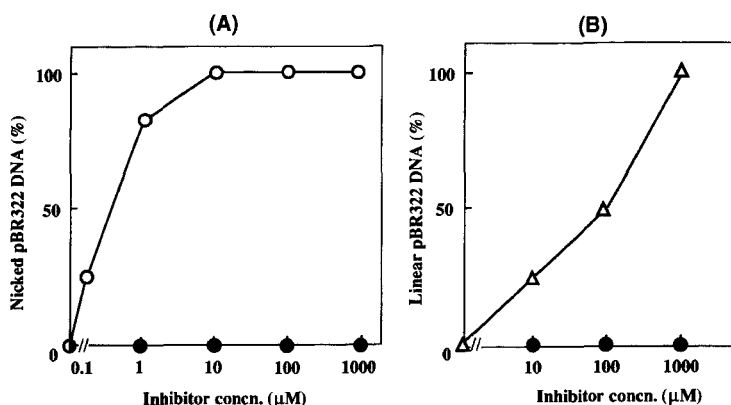 (A)
Nicked pBR322 DNA (%)
100
50
0
0.1 1 10 100 1000
Inhibitor concn. (μM)
(B)
Linear pBR322 DNA (%)
100
50
0
10 100 1000
Inhibitor concn. (μM)